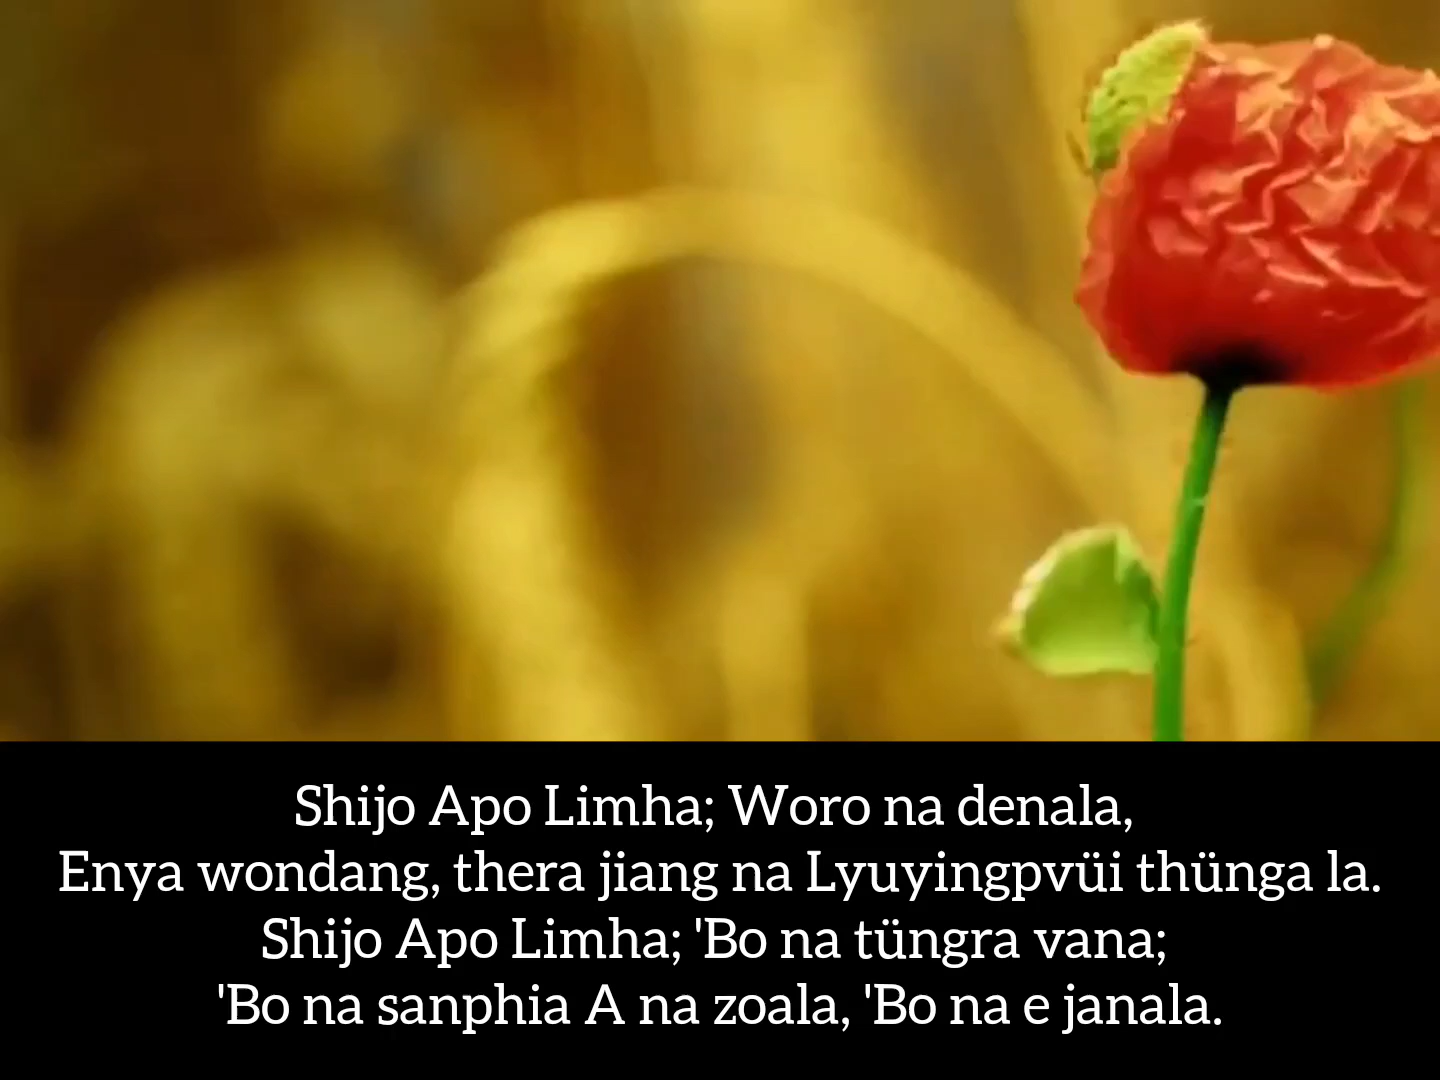 Shijo Apo Limha; Woro na denala,
Enya wondang, thera jiang na Lyuyingpvüi thünga la.
Shijo Apo Limha; 'Bo na tüngra vana;
'Bo na sanphia A na zoala, 'Bo na e janala.